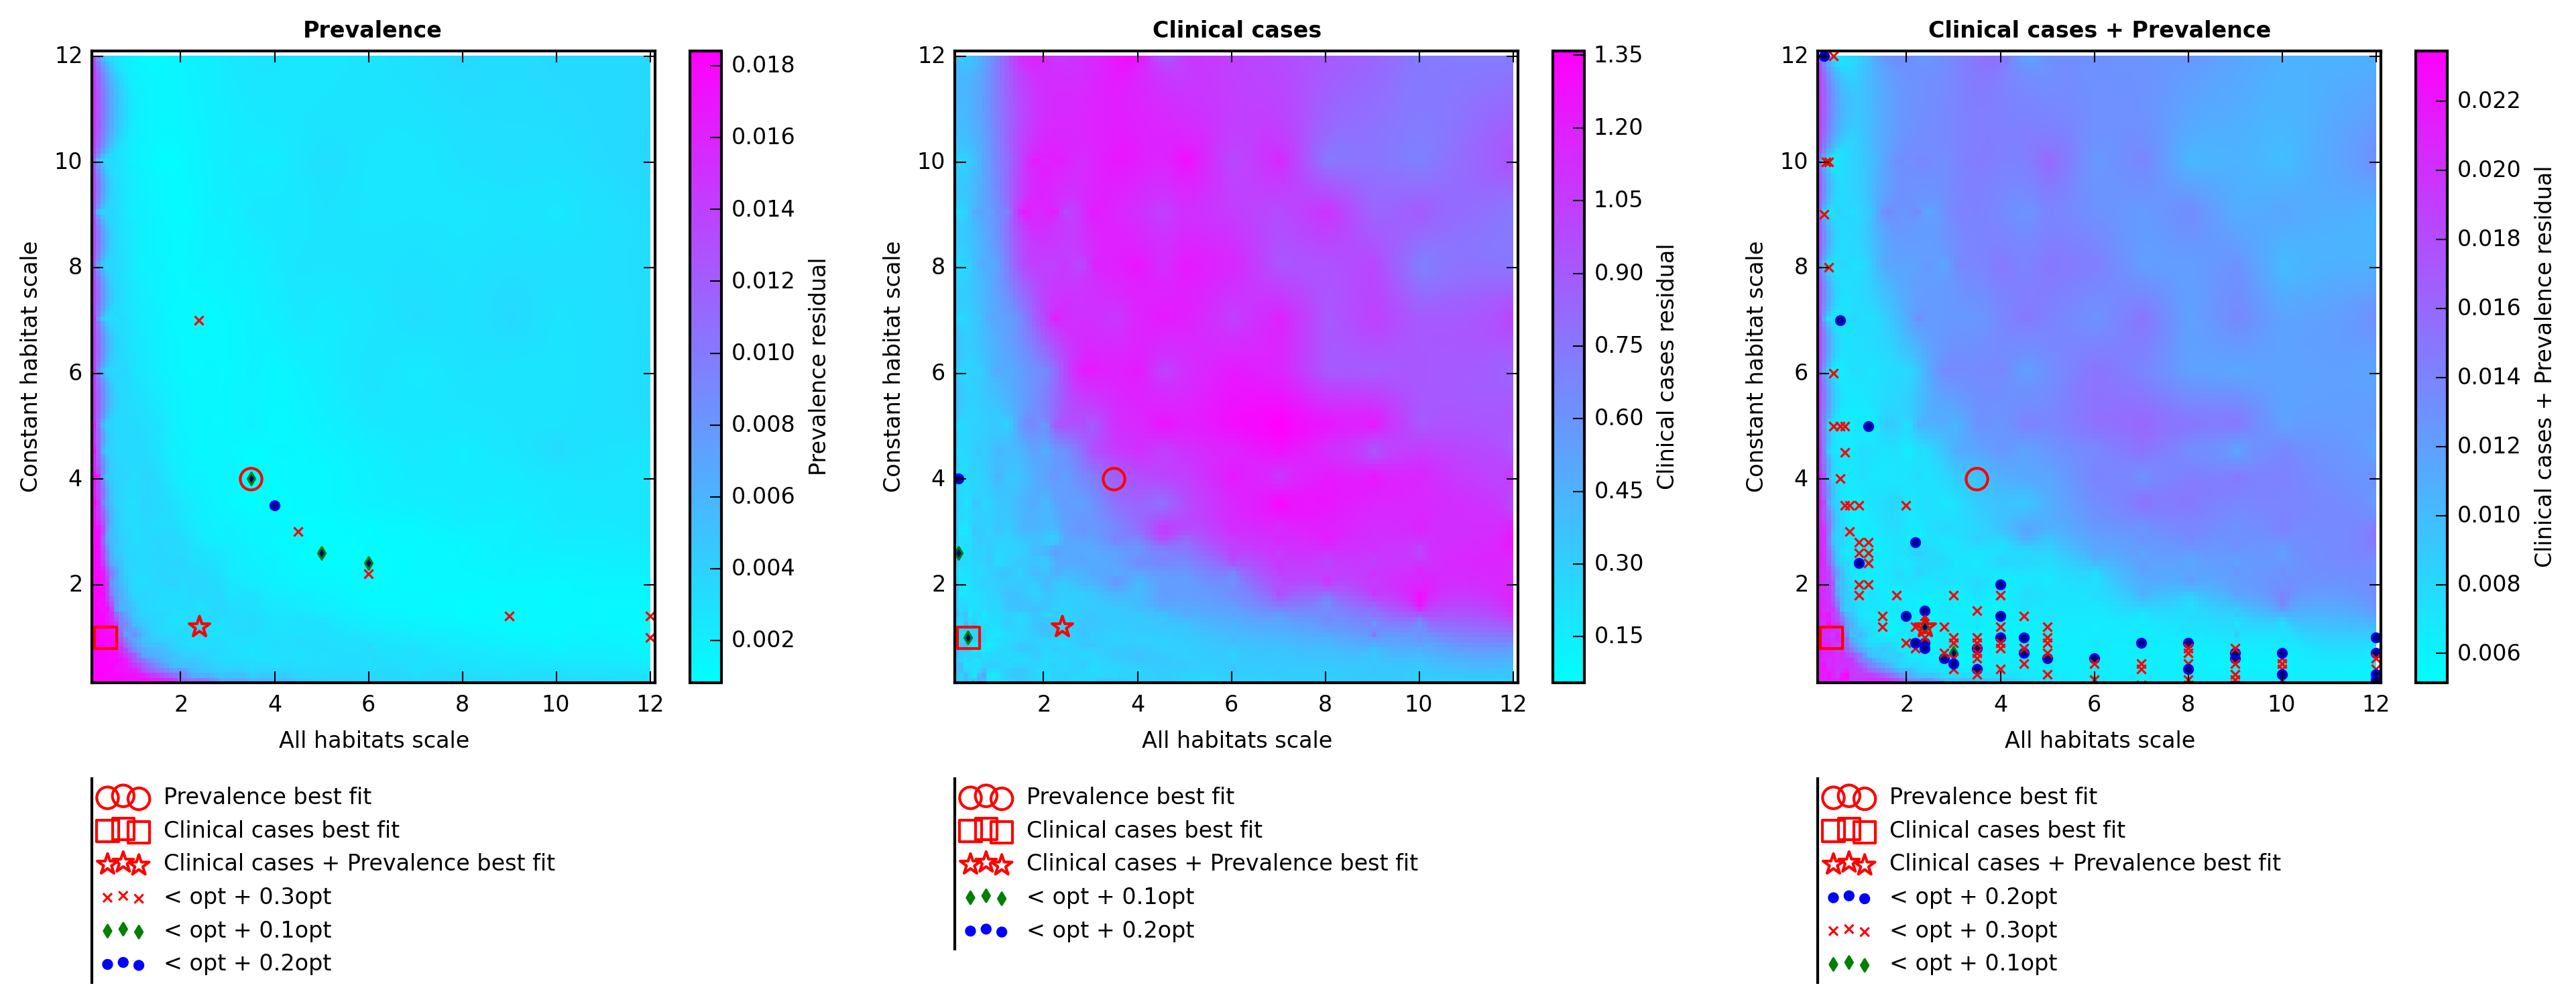 Prevalence
12
10
8
6
4
2
2 4 6 8 10 12
Constant habitat scale
All habitats scale
0.018
0.016
0.014
0.012
0.010
0.008
0.006
0.004
0.002
Prevalence residual
Prevalence best fit
Clinical cases best fit
Clinical cases + Prevalence best fit
< opt + 0.3opt
< opt + 0.1opt
< opt + 0.2opt
Clinical cases
12
10
8
6
4
2
2 4 6 8 10 12
Constant habitat scale
All habitats scale
1.35
1.20
1.05
0.90
0.75
0.60
0.45
0.30
0.15
Clinical cases residual
Prevalence best fit
Clinical cases best fit
Clinical cases + Prevalence best fit
< opt + 0.1opt
< opt + 0.2opt
Clinical cases + Prevalence
12
10
8
6
4
2
2 4 6 8 10 12
Constant habitat scale
All habitats scale
0.022
0.020
0.018
0.016
0.014
0.012
0.010
0.008
0.006
Clinical cases + Prevalence residual
Prevalence best fit
Clinical cases best fit
Clinical cases + Prevalence best fit
< opt + 0.2opt
< opt + 0.3opt
< opt + 0.1opt